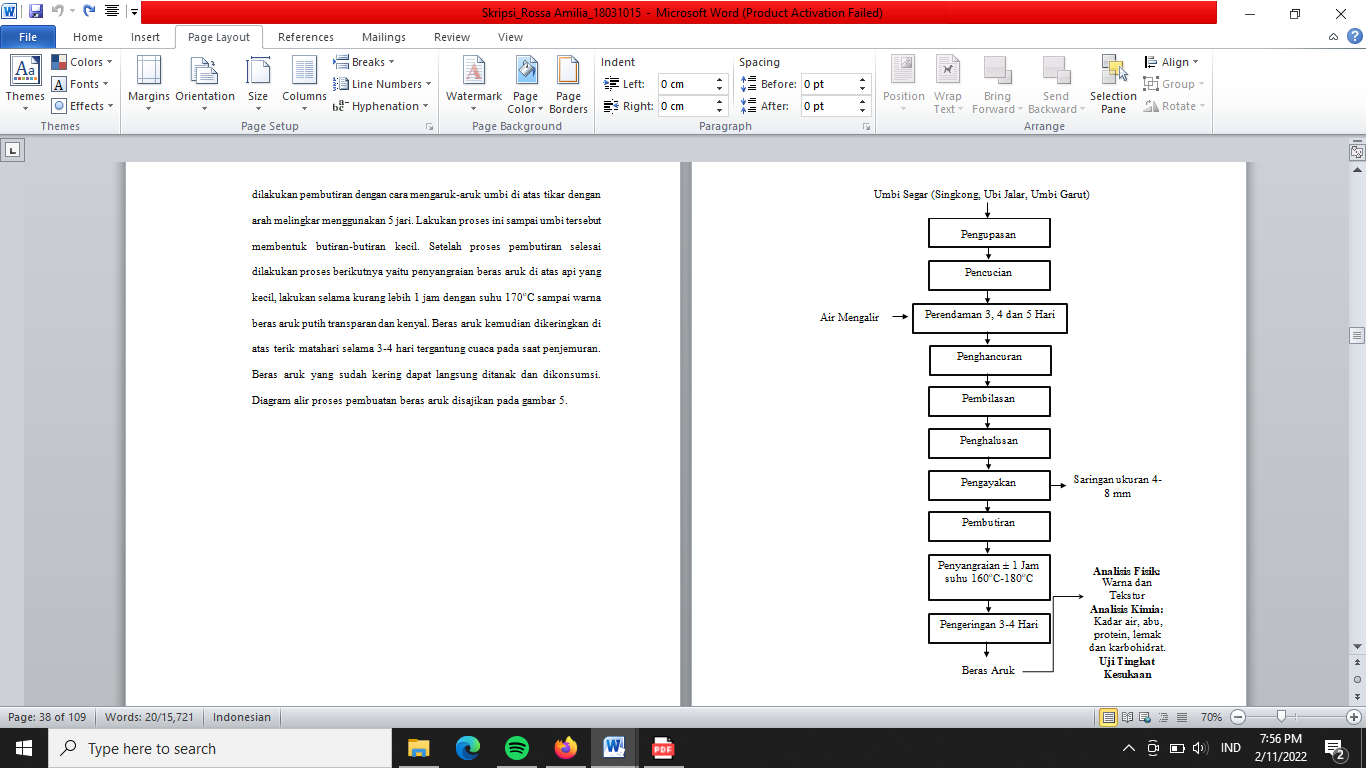 Skripsi_Rossa Amilia_18031015 - Microsoft Word (Product Activation Failed)
File Home Insert Page Layout References Mailings Review View
Themes
Colors
Fonts
Effects
Themes
Margins
Orientation
Size
Columns
Breaks
Line Numbers
Hyphenation
Page Setup
Watermark
Page
Color
Page
Borders
Page Background
Indent
Left: 0 cm
Right: 0 cm
Spacing
Before: 0 pt
After: 0 pt
Paragraph
Position
Wrap
Text
Bring
Forward
Send
Backward
Selection
Pane
Align
Group
Rotate
Arrange
dilakukan pembutiran dengan cara mengaruk-aruk umbi di atas tikar dengan
arah melingkar menggunakan 5 jari. Lakukan proses ini sampai umbi tersebut
membentuk butiran-butiran kecil. Setelah proses pembutiran selesai
dilakukan proses berikutnya yaitu penyangraian beras aruk di atas api yang
kecil, lakukan selama kurang lebih 1 jam dengan suhu 170°C sampai warna
beras aruk putih transparan dan kenyal. Beras aruk kemudian dikeringkan di
atas terik matahari selama 3-4 hari tergantung cuaca pada saat penjemuran.
Beras aruk yang sudah kering dapat langsung ditanak dan dikonsumsi.
Diagram alir proses pembuatan beras aruk disajikan pada gambar 5.
Umbi Segar (Singkong, Ubi Jalar, Umbi Garut)
Pengupasan
Pencucian
Air Mengalir
Perendaman 3, 4 dan 5 Hari
Penghancuran
Pembilasan
Penghalusan
Pengayakan
Saringan ukuran 4-
8 mm
Pembutiran
Penyangraian ± 1 Jam
suhu 160°C-180°C
Pengeringan 3-4 Hari
Beras Aruk
Analisis Fisik:
Warna dan
Tekstur
Analisis Kimia:
Kadar air, abu,
protein, lemak
dan karbohidrat.
Uji Tingkat
Kesukaan
Page: 38 of 109 Words: 20/15,721 Indonesian 70%
Type here to search
PDF
IND
7:56 PM
2/11/2022
2